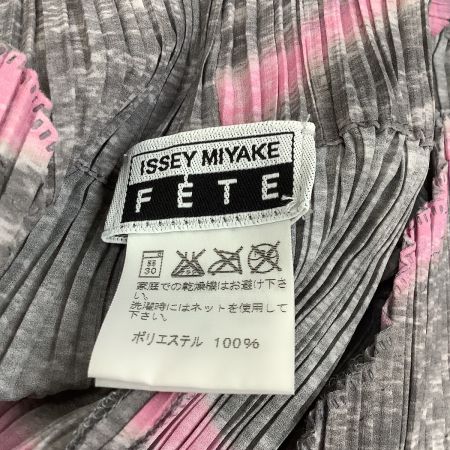 ISSEY MIYAKE
FÊTE
弱
30
家庭での乾燥機はお避け下さい。
洗濯時にはネットを使用して下さい。
ポリエステル 100%